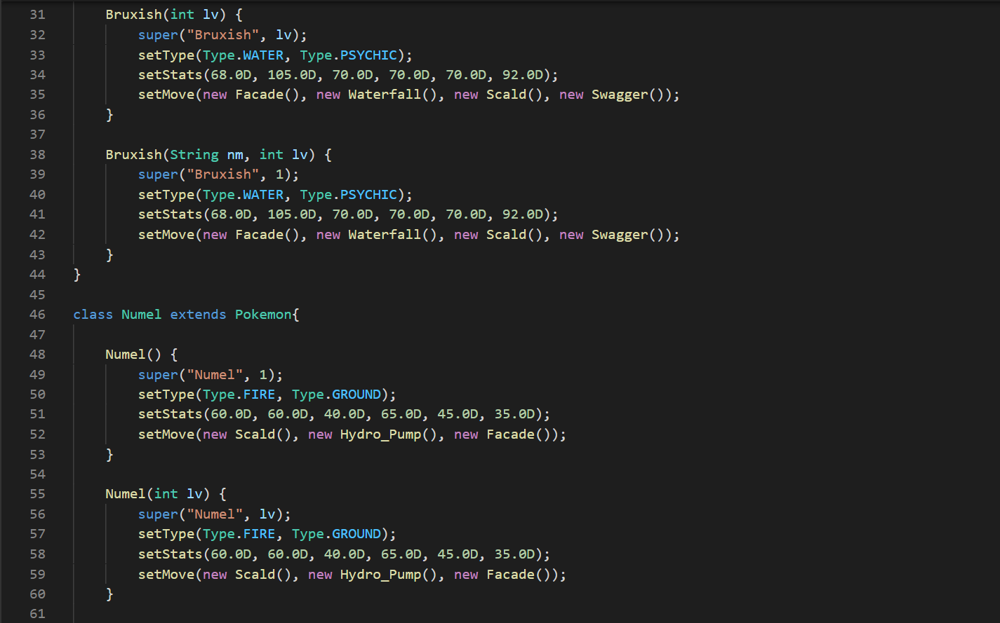 31 Bruxish(int lv) {
32 super("Bruxish", lv);
33 setType(Type.WATER, Type.PSYCHIC);
34 setStats(68.0D, 105.0D, 70.0D, 70.0D, 70.0D, 92.0D);
35 setMove(new Facade(), new Waterfall(), new Scald(), new Swagger());
36 }
37
38 Bruxish(String nm, int lv) {
39 super("Bruxish", 1);
40 setType(Type.WATER, Type.PSYCHIC);
41 setStats(68.0D, 105.0D, 70.0D, 70.0D, 70.0D, 92.0D);
42 setMove(new Facade(), new Waterfall(), new Scald(), new Swagger());
43 }
44 }
45
46 class Numel extends Pokemon{
47
48 Numel() {
49 super("Numel", 1);
50 setType(Type.FIRE, Type.GROUND);
51 setStats(60.0D, 60.0D, 40.0D, 65.0D, 45.0D, 35.0D);
52 setMove(new Scald(), new Hydro_Pump(), new Facade());
53 }
54
55 Numel(int lv) {
56 super("Numel", lv);
57 setType(Type.FIRE, Type.GROUND);
58 setStats(60.0D, 60.0D, 40.0D, 65.0D, 45.0D, 35.0D);
59 setMove(new Scald(), new Hydro_Pump(), new Facade());
60 }
61